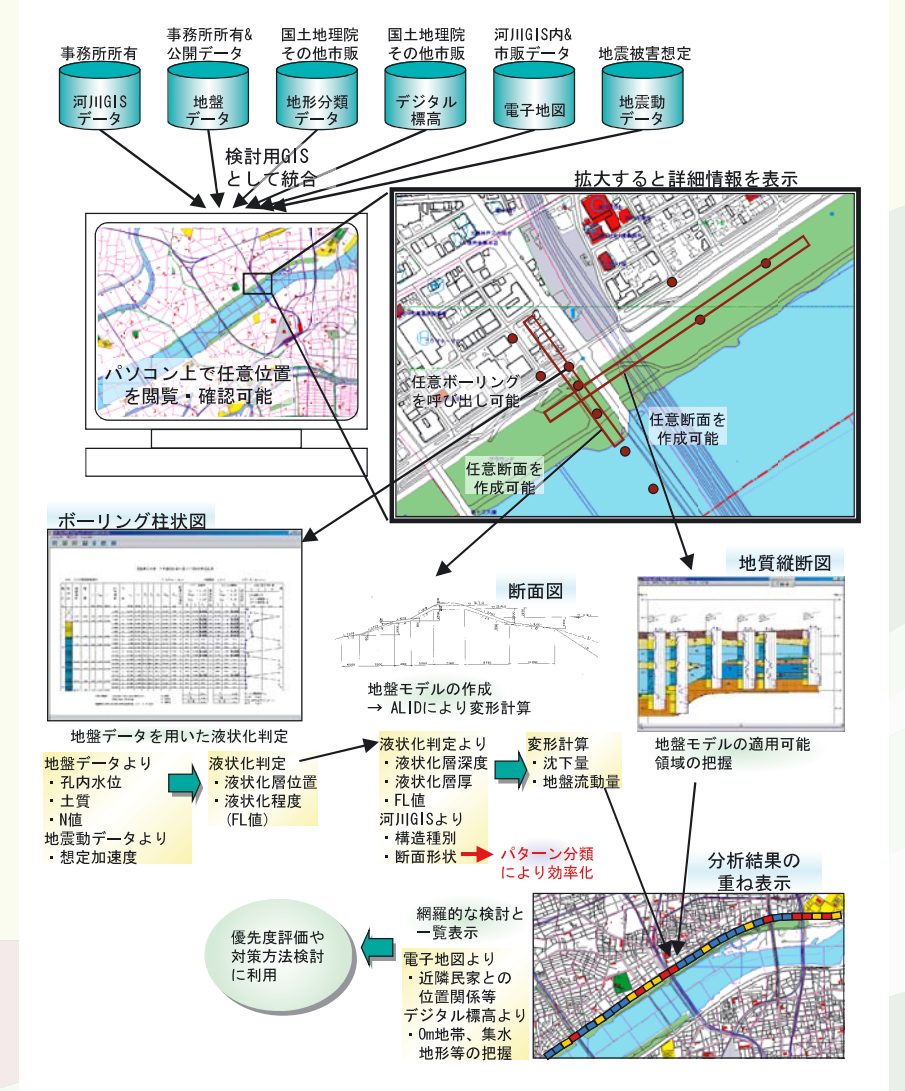 事務所所有
事務所所有&
公開データ
国土地理院
その他市販
国土地理院
その他市販
河川GIS内&
市販データ
地震被害想定
河川GIS
データ
地盤
データ
地形分類
データ
デジタル
標高
電子地図
地震動
データ
検討用GIS
として統合
拡大すると詳細情報を表示
パソコン上で任意位置
を閲覧・確認可能
任意ボーリング
を呼び出し可能
任意断面を
作成可能
任意断面を
作成可能
ボーリング柱状図
断面図
地質縦断図
地盤モデルの作成
→ ALIDにより変形計算
地盤データを用いた液状化判定
地盤モデルの適用可能
領域の把握
地盤データより
・孔内水位
・土質
・N値
地震動データより
・想定加速度
液状化判定
・液状化層位置
・液状化程度
(FL値)
液状化判定より
・液状化層深度
・液状化層厚
・FL値
河川GISより
・構造種別
・断面形状
変形計算
・沈下量
・地盤流動量
パターン分類
により効率化
分析結果の
重ね表示
網羅的な検討と
一覧表示
優先度評価や
対策方法検討
に利用
電子地図より
・近隣民家との
位置関係等
デジタル標高より
・0m地帯、集水
地形等の把握